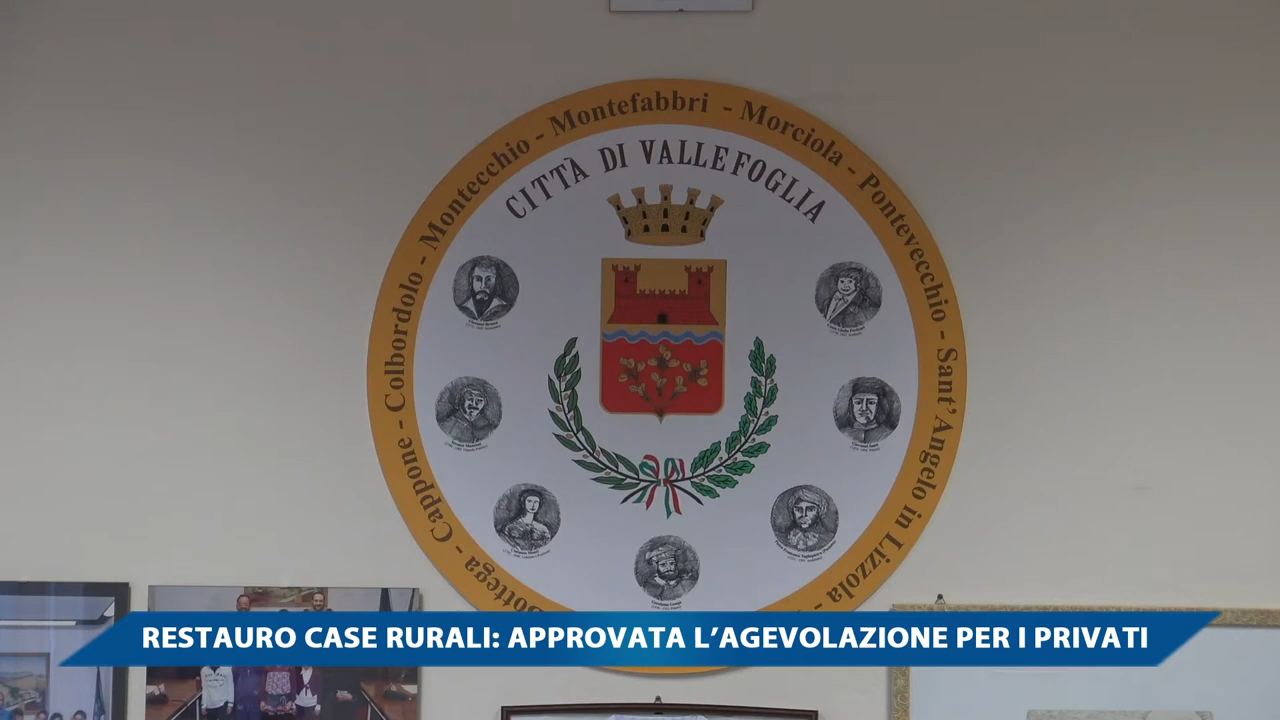 Bottega - Cappone - Colbordolo - Montecchio - Montefabbri - Morciola - Pontevecchio - Sant'Angelo in Lizzola -
CITTÀ DI VALLEFOGLIA
RESTAURO CASE RURALI: APPROVATA L’AGEVOLAZIONE PER I PRIVATI